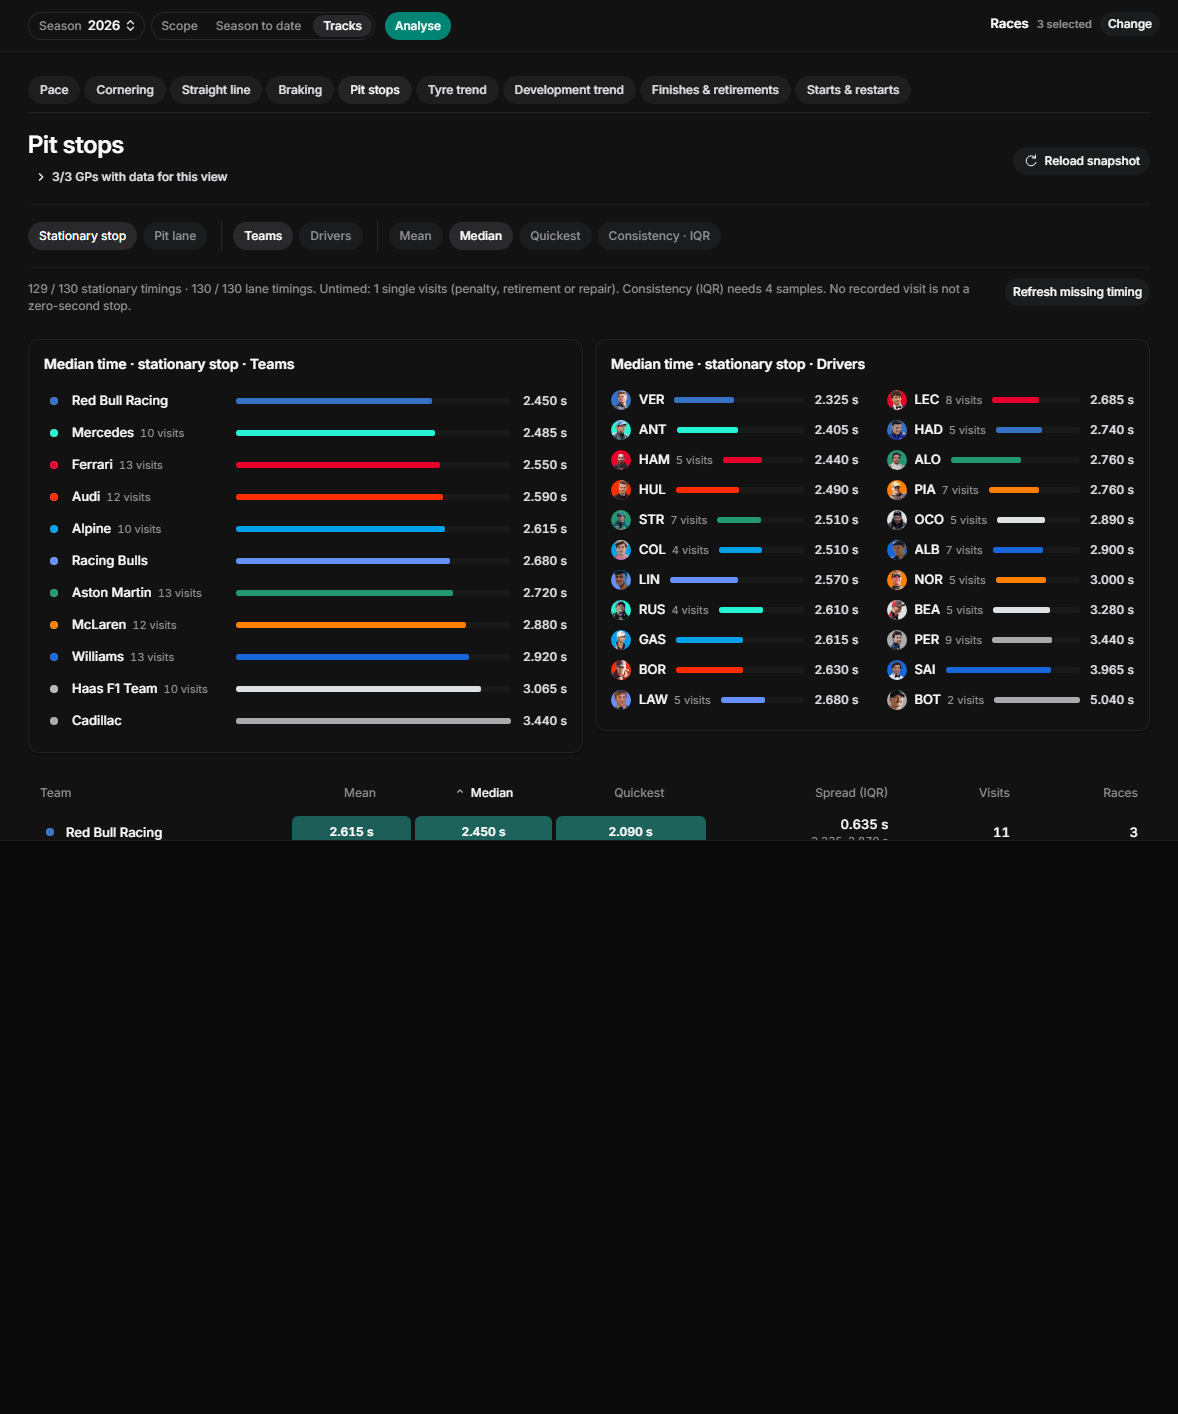 Season 2026 Scope Season to date Tracks Analyse Races 3 selected Change
Pace Cornering Straight line Braking Pit stops Tyre trend Development trend Finishes & retirements Starts & restarts
Pit stops
3/3 GPs with data for this view
Reload snapshot
Stationary stop Pit lane Teams Drivers Mean Median Quickest Consistency · IQR
129 / 130 stationary timings · 130 / 130 lane timings. Untimed: 1 single visits (penalty, retirement or repair). Consistency (IQR) needs 4 samples. No recorded visit is not a
zero-second stop.
Refresh missing timing
Median time · stationary stop · Teams
Red Bull Racing 2.450 s
Mercedes 10 visits 2.485 s
Ferrari 13 visits 2.550 s
Audi 12 visits 2.590 s
Alpine 10 visits 2.615 s
Racing Bulls 2.680 s
Aston Martin 13 visits 2.720 s
McLaren 12 visits 2.880 s
Williams 13 visits 2.920 s
Haas F1 Team 10 visits 3.065 s
Cadillac 3.440 s
Median time · stationary stop · Drivers
VER 2.325 s
ANT 2.405 s
HAM 5 visits 2.440 s
HUL 2.490 s
STR 7 visits 2.510 s
COL 4 visits 2.510 s
LIN 2.570 s
RUS 4 visits 2.610 s
GAS 2.615 s
BOR 2.630 s
LAW 5 visits 2.680 s
LEC 8 visits 2.685 s
HAD 5 visits 2.740 s
ALO 2.760 s
PIA 7 visits 2.760 s
OCO 5 visits 2.890 s
ALB 7 visits 2.900 s
NOR 5 visits 3.000 s
BEA 5 visits 3.280 s
PER 9 visits 3.440 s
SAI 3.965 s
BOT 2 visits 5.040 s
Team Mean Median Quickest Spread (IQR) Visits Races
Red Bull Racing 2.615 s 2.450 s 2.090 s 0.635 s 11 3